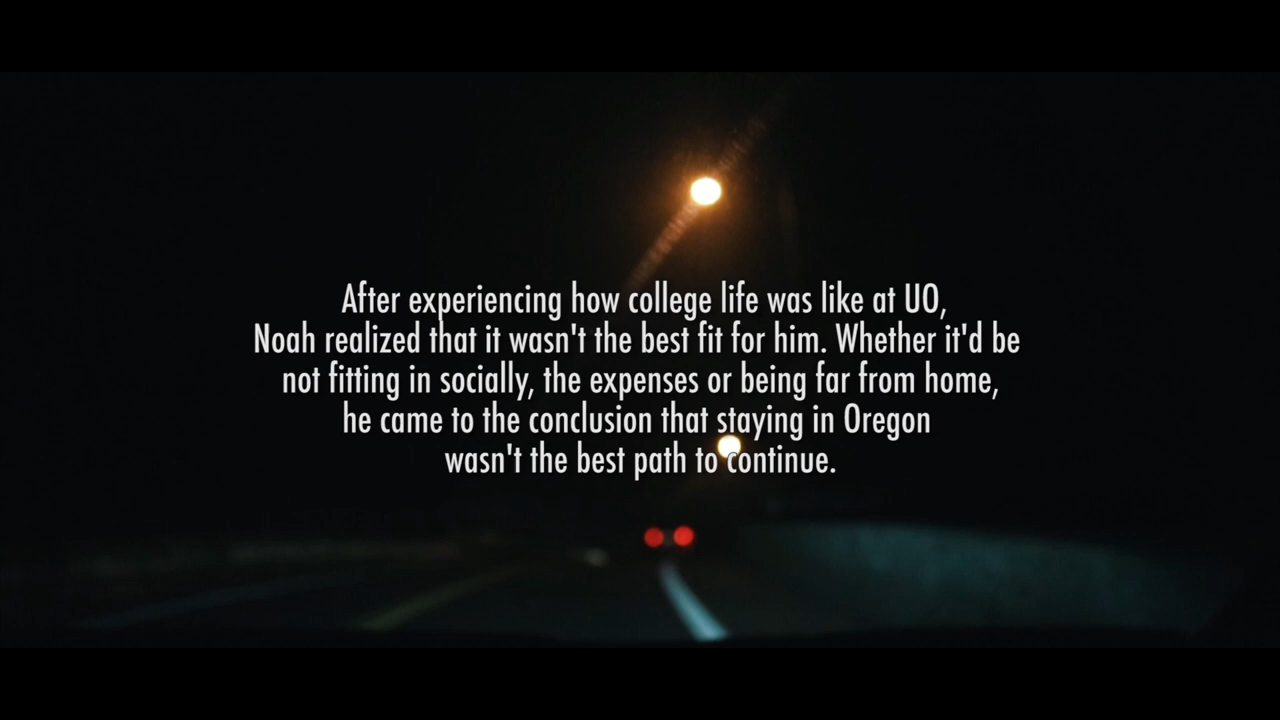 After experiencing how college life was like at UO,
Noah realized that it wasn't the best fit for him. Whether it'd be
not fitting in socially, the expenses or being far from home,
he came to the conclusion that staying in Oregon
wasn't the best path to continue.